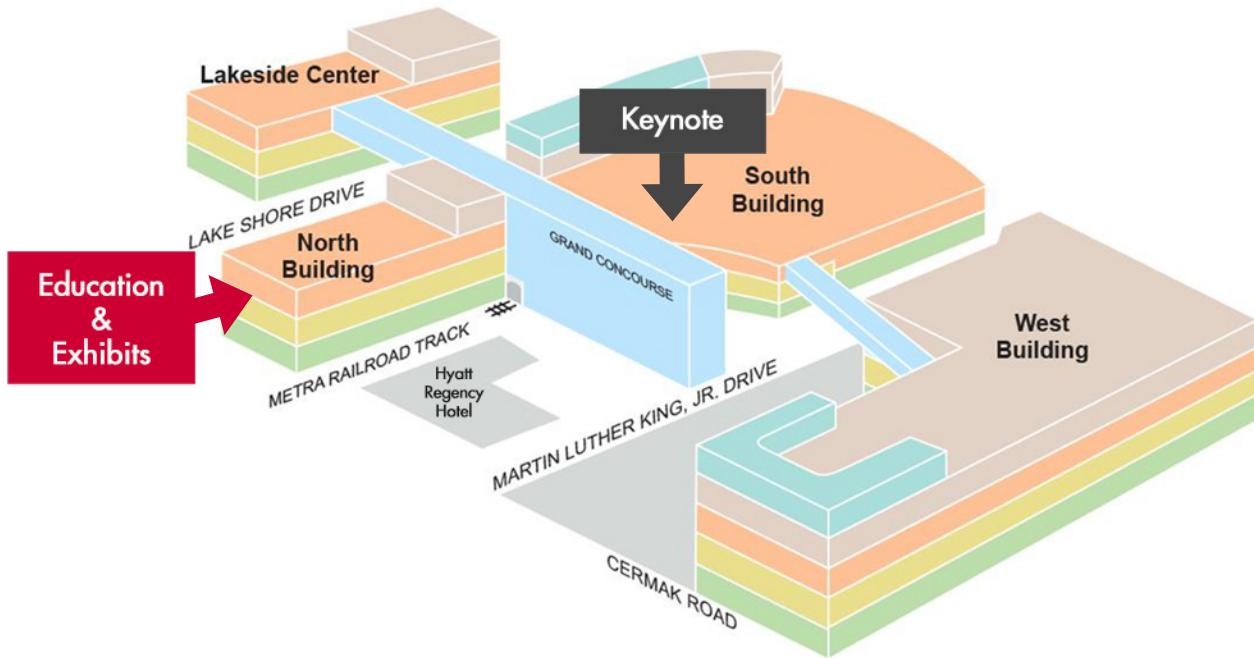 Lakeside Center
Keynote
South
Building
LAKE SHORE DRIVE
North
Building
GRAND CONCOURSE
Education
&
Exhibits
West
Building
METRA RAILROAD TRACK
Hyatt
Regency
Hotel
MARTIN LUTHER KING, JR. DRIVE
CERMAK ROAD